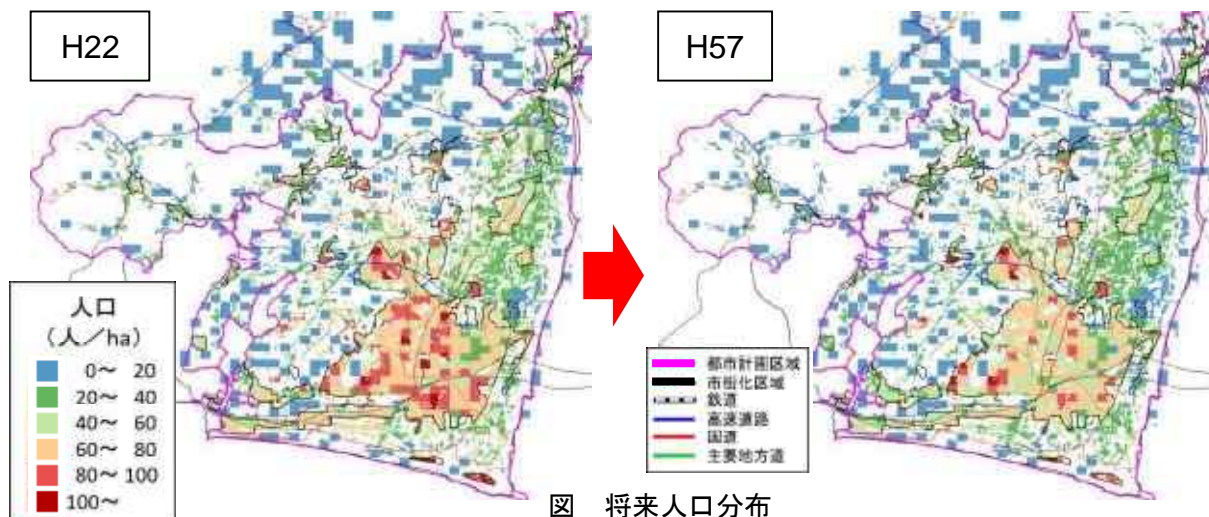 H22
H57
人口
(人/ha)
0～ 20
20～ 40
40～ 60
60～ 80
80～ 100
100～
都市計画区域
市街化区域
鉄道
高速道路
国道
主要地方道
図 将来人口分布